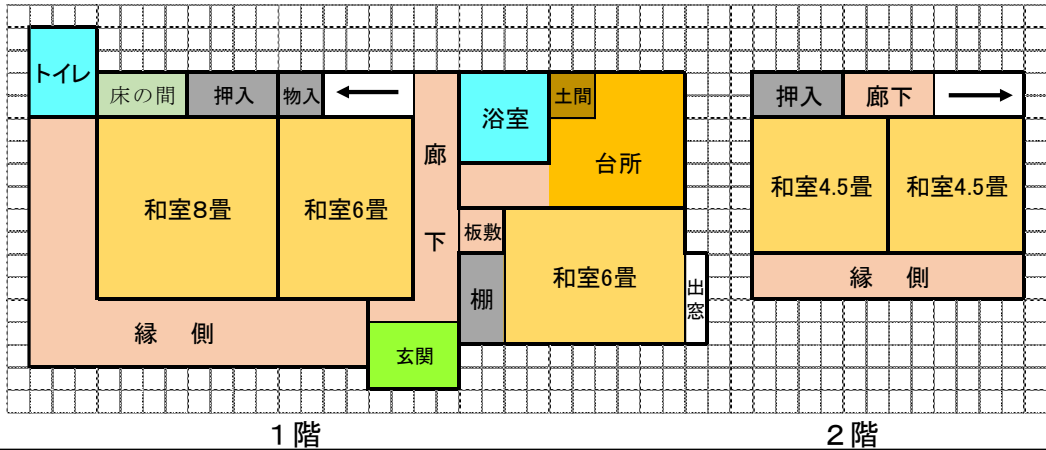 トイレ
床の間
押入
物入
←
廊下
浴室
土間
台所
和室8畳
和室6畳
板敷
棚
和室6畳
出窓
縁 側
玄関
1階
押入
廊下
→
和室4.5畳
和室4.5畳
縁 側
2階